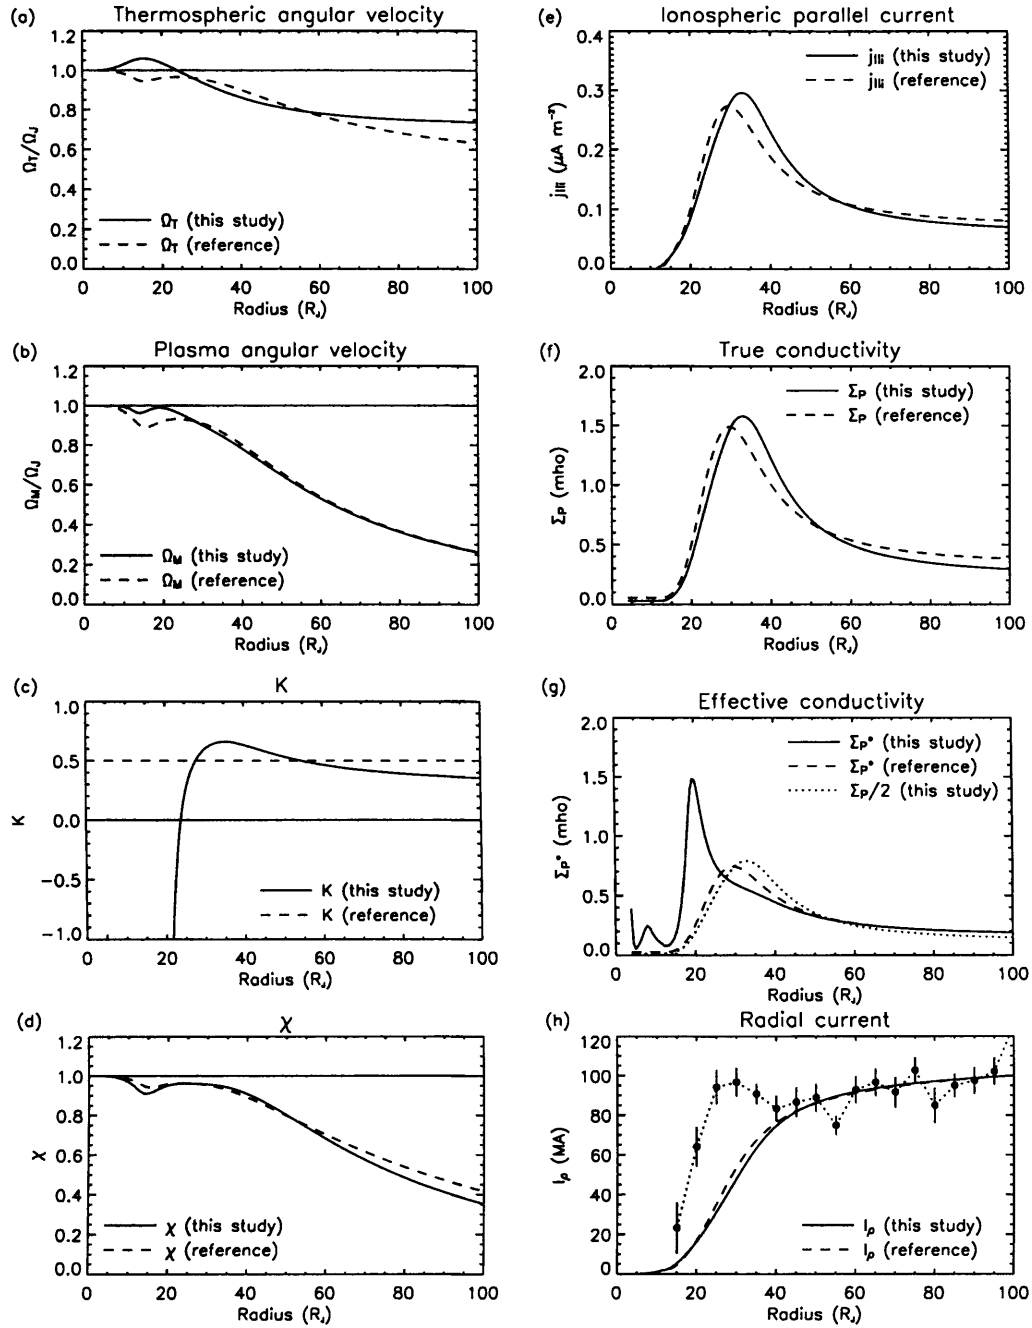 (a) Thermospheric angular velocity
1.2
1.0
0.8
0.6
0.4
0.2
0.0
Ω_T/Ω_J
Ω_T (this study)
Ω_T (reference)
0 20 40 60 80 100
Radius (R_J)
(b) Plasma angular velocity
1.2
1.0
0.8
0.6
0.4
0.2
0.0
Ω_M/Ω_J
Ω_M (this study)
Ω_M (reference)
0 20 40 60 80 100
Radius (R_J)
(c) K
1.0
0.5
0.0
−0.5
−1.0
K
K (this study)
K (reference)
0 20 40 60 80 100
Radius (R_J)
(d) χ
1.2
1.0
0.8
0.6
0.4
0.2
0.0
χ
χ (this study)
χ (reference)
0 20 40 60 80 100
Radius (R_J)
(e) Ionospheric parallel current
0.4
0.3
0.2
0.1
0.0
j_||i (μA m⁻²)
j_||i (this study)
j_||i (reference)
0 20 40 60 80 100
Radius (R_J)
(f) True conductivity
2.0
1.5
1.0
0.5
0.0
Σ_P (mho)
Σ_P (this study)
Σ_P (reference)
0 20 40 60 80 100
Radius (R_J)
(g) Effective conductivity
2.0
1.5
1.0
0.5
0.0
Σ_P* (mho)
Σ_P* (this study)
Σ_P* (reference)
Σ_P/2 (this study)
0 20 40 60 80 100
Radius (R_J)
(h) Radial current
120
100
80
60
40
20
0
I_ρ (MA)
I_ρ (this study)
I_ρ (reference)
0 20 40 60 80 100
Radius (R_J)